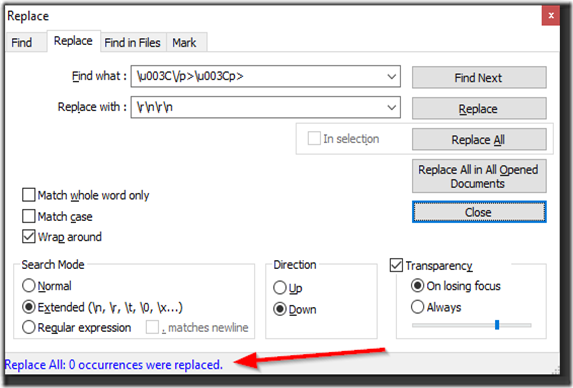 Replace
Find
Replace
Find in Files
Mark
Find what :
\u003C\/p>\u003Cp>
Find Next
Replace with :
\r\n\r\n
Replace
In selection
Replace All
Replace All in All Opened
Documents
Match whole word only
Match case
Close
Wrap around
Search Mode
Normal
Extended (\n, \r, \t, \0, \x...)
Regular expression
. matches newline
Direction
Up
Down
Transparency
On losing focus
Always
Replace All: 0 occurrences were replaced.